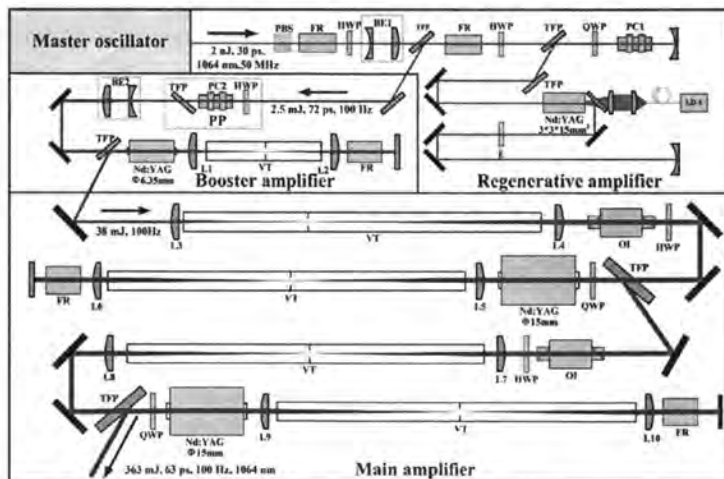 Master oscillator
2 nJ, 30 ps,
1064 nm, 50 MHz
PBS
FR
HWP
BE1
TFP
FR
HWP
TFP
QWP
PC1
BE2
TFP
PC2
HWP
PP
2.5 mJ, 72 ps, 100 Hz
TFP
Nd:YAG
3*3*15mm³
TFP
Nd:YAG
Φ6.35mm
L1
VT
L2
FR
Booster amplifier
Regenerative amplifier
38 mJ, 100Hz
L3
VT
L4
OI
HWP
FR
L6
VT
L5
Nd:YAG
Φ15mm
QWP
TFP
L8
VT
L7
HWP
OI
TFP
QWP
Nd:YAG
Φ15mm
L9
VT
L10
FR
363 mJ, 63 ps, 100 Hz, 1064 nm
Main amplifier